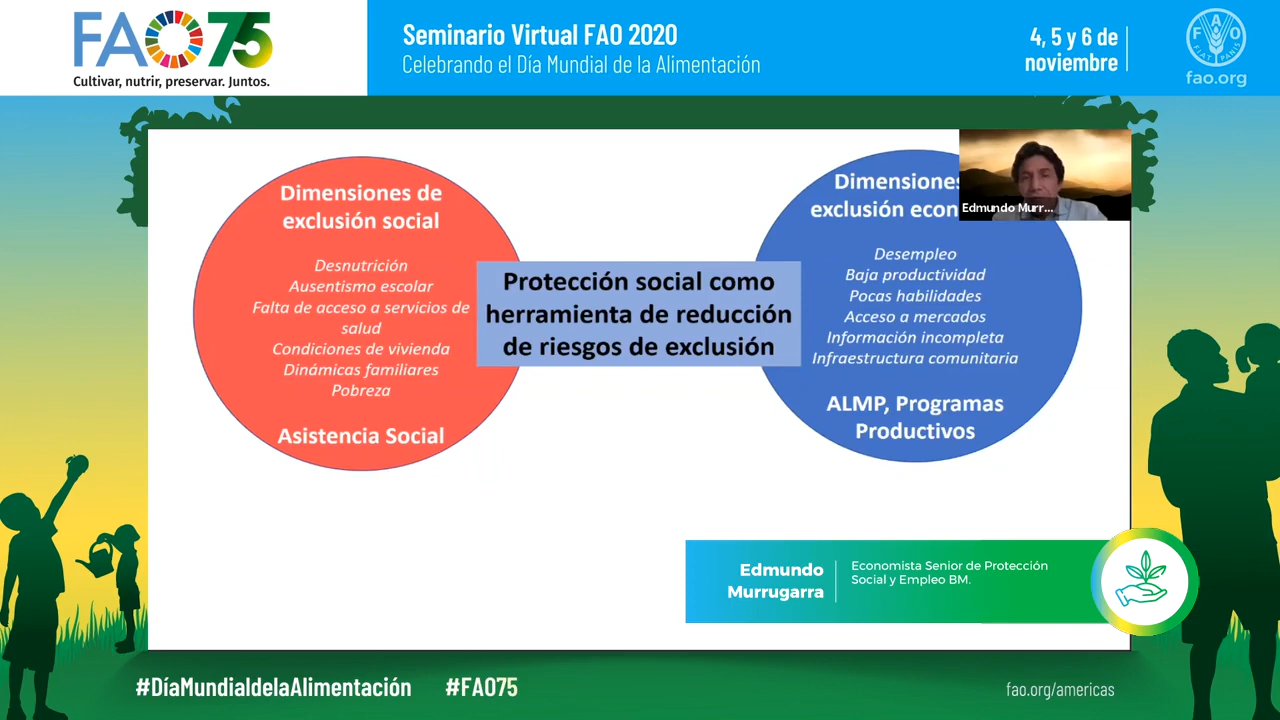 FAO75
Cultivar, nutrir, preservar. Juntos.
Seminario Virtual FAO 2020
Celebrando el Día Mundial de la Alimentación
4, 5 y 6 de
noviembre
FAO
FIAT PANIS
fao.org
Dimensiones de
exclusión social
Desnutrición
Ausentismo escolar
Falta de acceso a servicios de
salud
Condiciones de vivienda
Dinámicas familiares
Pobreza
Asistencia Social
Protección social como
herramienta de reducción
de riesgos de exclusión
Dimensiones
exclusión econ
Desempleo
Baja productividad
Pocas habilidades
Acceso a mercados
Información incompleta
Infraestructura comunitaria
ALMP, Programas
Productivos
Edmundo Murr...
Edmundo
Murrugarra
Economista Senior de Protección
Social y Empleo BM.
#DíaMundialdelaAlimentación #FAO75
fao.org/americas